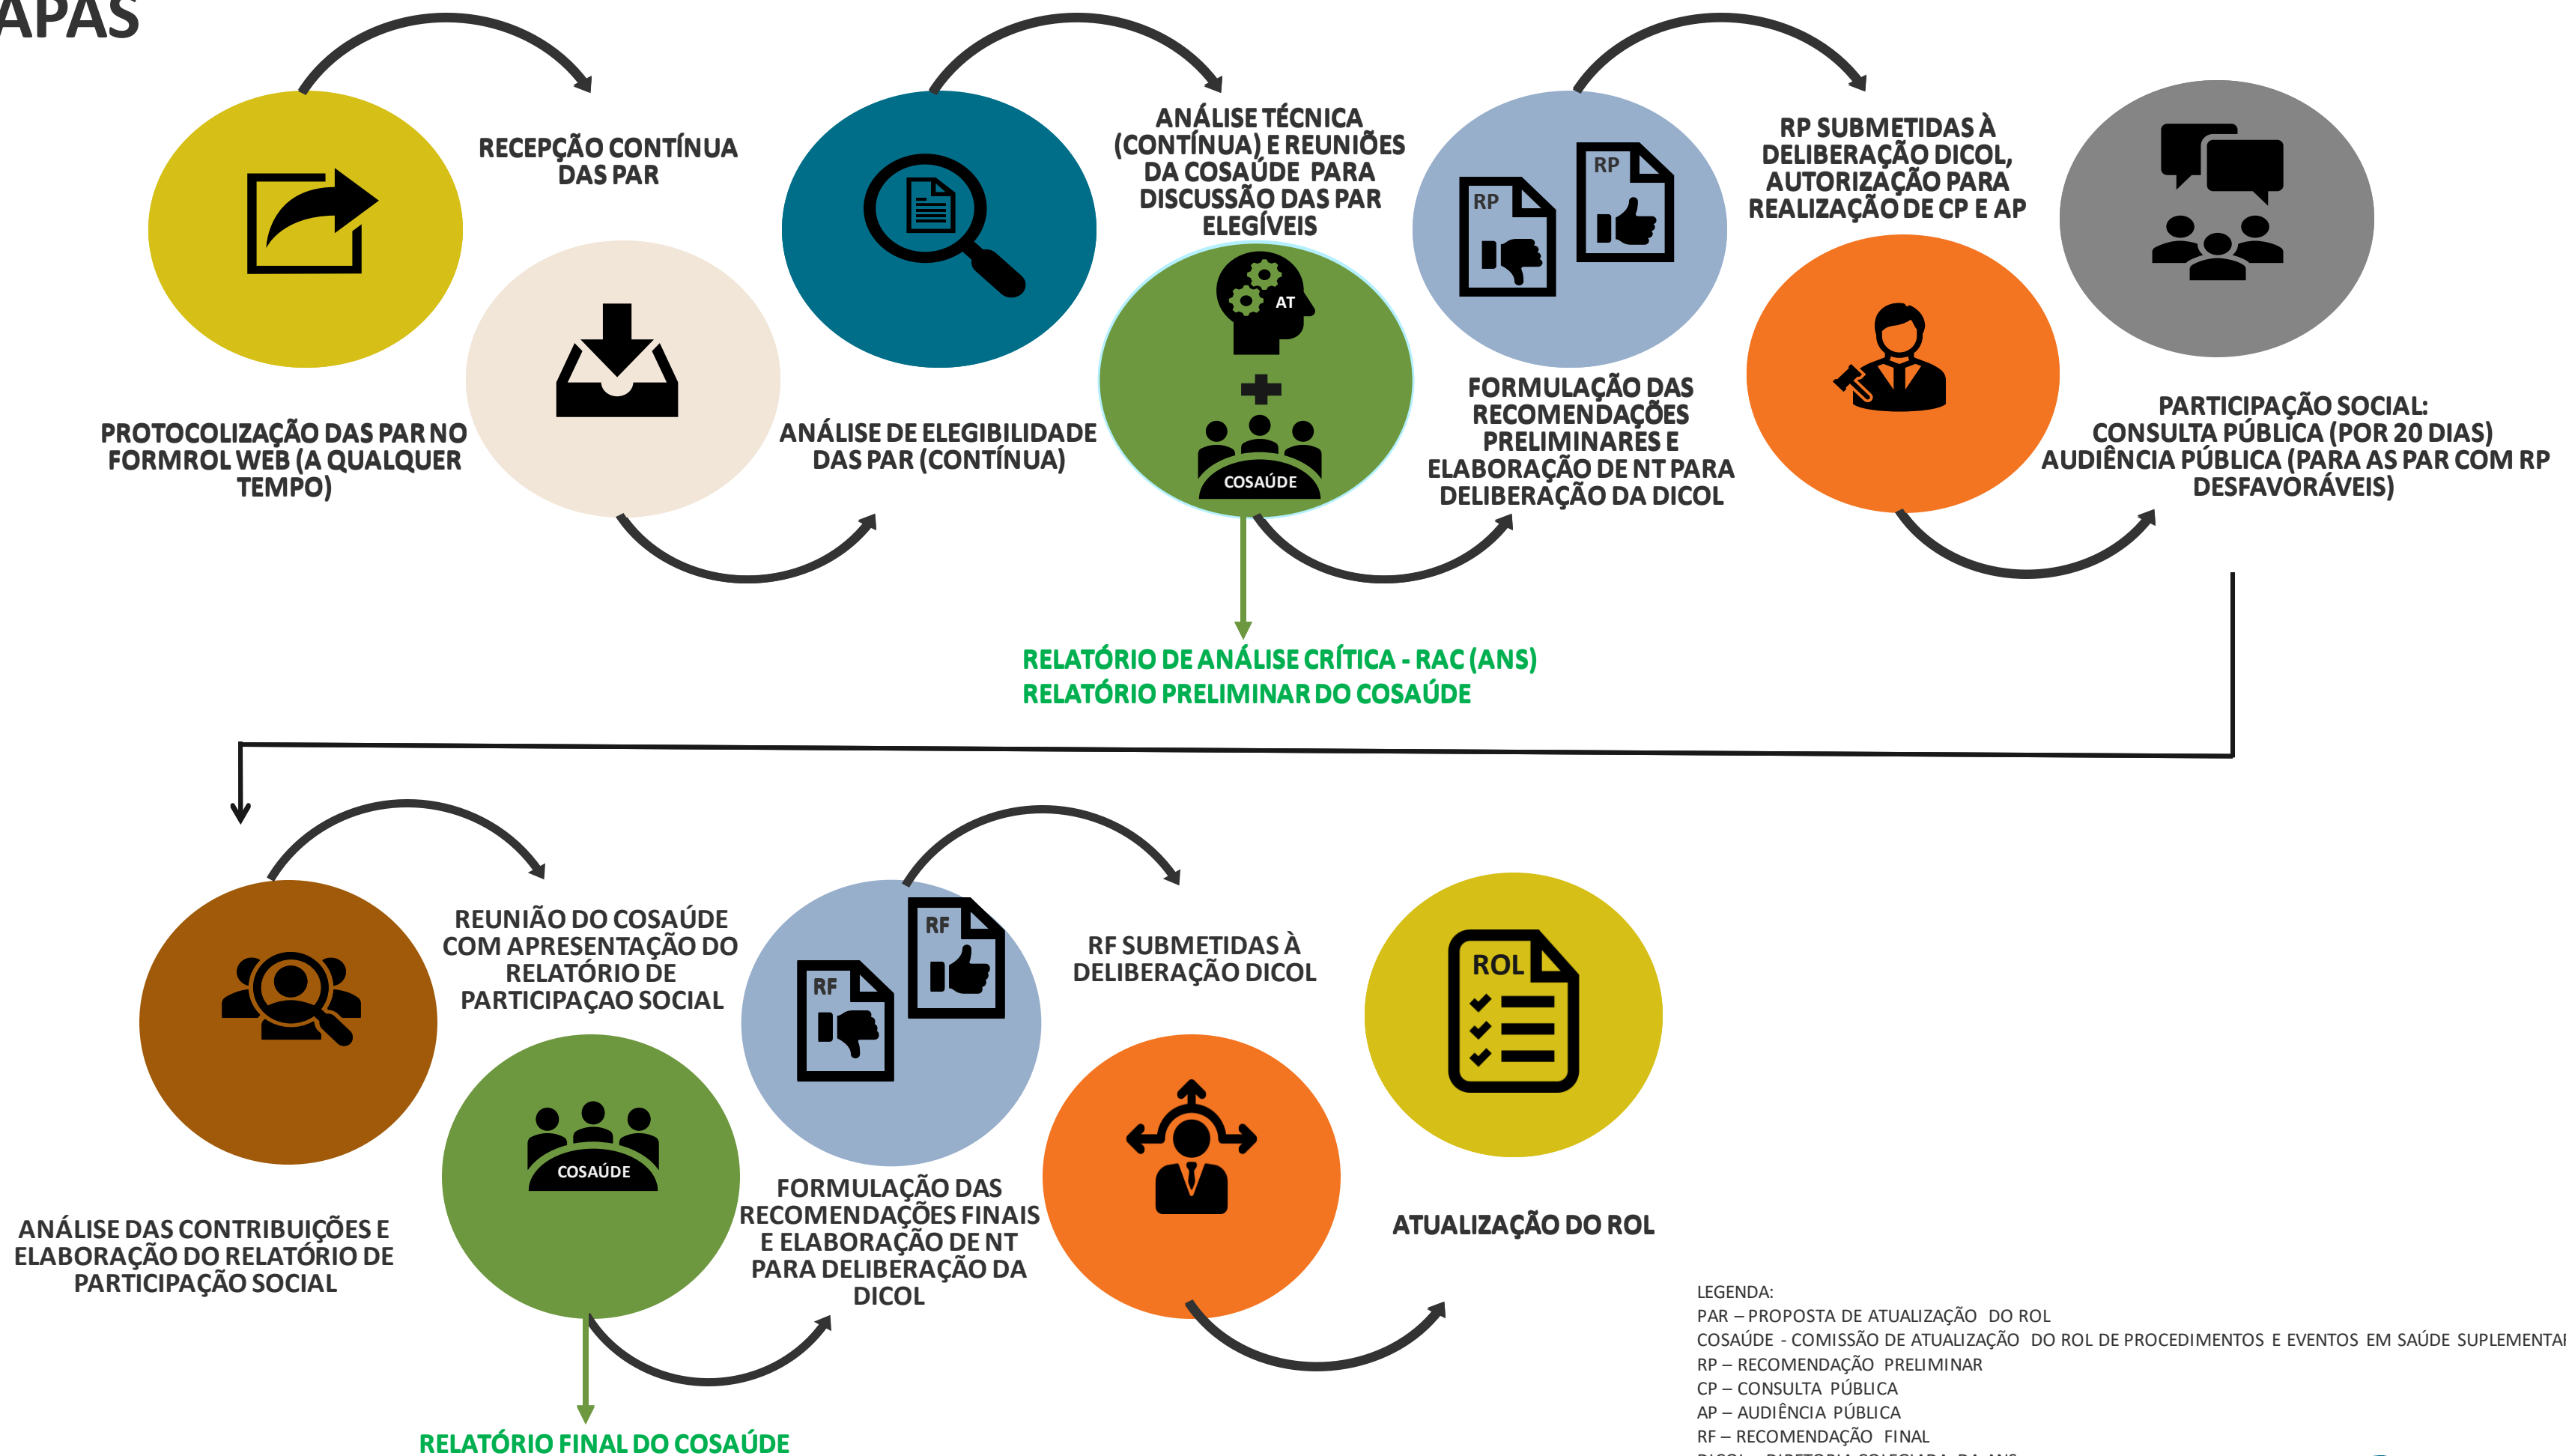 APAS
PROTOCOLIZAÇÃO DAS PAR NO
FORMROL WEB (A QUALQUER
TEMPO)
RECEPÇÃO CONTÍNUA
DAS PAR
ANÁLISE DE ELEGIBILIDADE
DAS PAR (CONTÍNUA)
ANÁLISE TÉCNICA
(CONTÍNUA) E REUNIÕES
DA COSAÚDE PARA
DISCUSSÃO DAS PAR
ELEGÍVEIS
AT
COSAÚDE
RP
RP
FORMULAÇÃO DAS
RECOMENDAÇÕES
PRELIMINARES E
ELABORAÇÃO DE NT PARA
DELIBERAÇÃO DA DICOL
RP SUBMETIDAS À
DELIBERAÇÃO DICOL,
AUTORIZAÇÃO PARA
REALIZAÇÃO DE CP E AP
PARTICIPAÇÃO SOCIAL:
CONSULTA PÚBLICA (POR 20 DIAS)
AUDIÊNCIA PÚBLICA (PARA AS PAR COM RP
DESFAVORÁVEIS)
RELATÓRIO DE ANÁLISE CRÍTICA - RAC (ANS)
RELATÓRIO PRELIMINAR DO COSAÚDE
ANÁLISE DAS CONTRIBUIÇÕES E
ELABORAÇÃO DO RELATÓRIO DE
PARTICIPAÇÃO SOCIAL
REUNIÃO DO COSAÚDE
COM APRESENTAÇÃO DO
RELATÓRIO DE
PARTICIPAÇAO SOCIAL
COSAÚDE
RELATÓRIO FINAL DO COSAÚDE
RF
RF
FORMULAÇÃO DAS
RECOMENDAÇÕES FINAIS
E ELABORAÇÃO DE NT
PARA DELIBERAÇÃO DA
DICOL
RF SUBMETIDAS À
DELIBERAÇÃO DICOL
ROL
ATUALIZAÇÃO DO ROL
LEGENDA:
PAR – PROPOSTA DE ATUALIZAÇÃO DO ROL
COSAÚDE - COMISSÃO DE ATUALIZAÇÃO DO ROL DE PROCEDIMENTOS E EVENTOS EM SAÚDE SUPLEMENTAR
RP – RECOMENDAÇÃO PRELIMINAR
CP – CONSULTA PÚBLICA
AP – AUDIÊNCIA PÚBLICA
RF – RECOMENDAÇÃO FINAL
DICOL – DIRETORIA COLEGIADA DA ANS